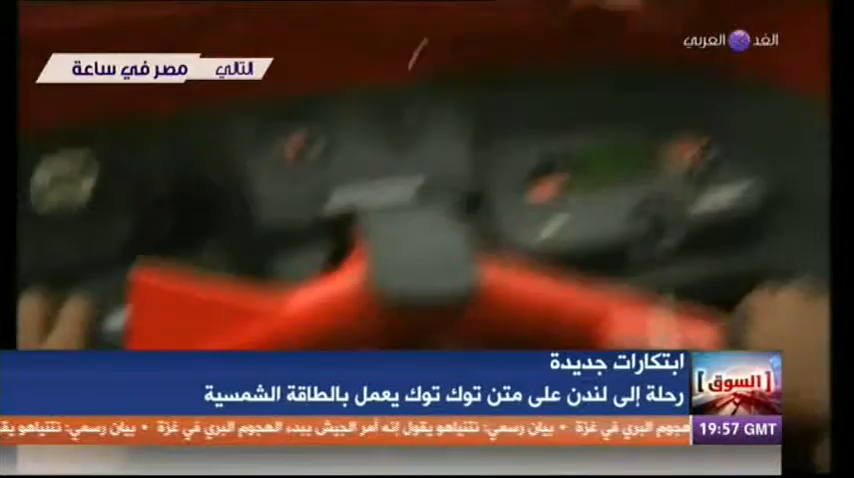 الغد العربي
التالي مصر في ساعة
ابتكارات جديدة
رحلة إلى لندن على متن توك توك يعمل بالطاقة الشمسية
[السوق]
هجوم البري في غزة • بيان رسمي: نتنياهو يقول إنه أمر الجيش ببدء الهجوم البري في غزة • بيان رسمي: نتنياهو
19:57 GMT